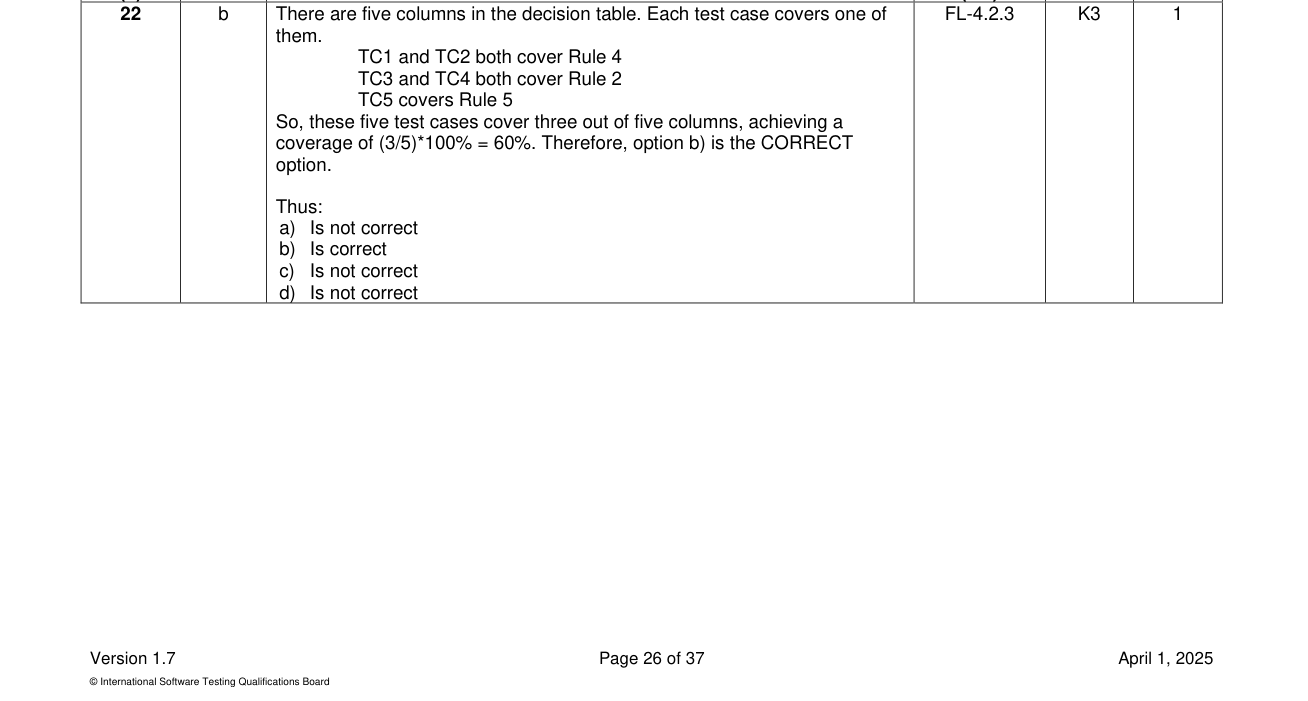 22
b
There are five columns in the decision table. Each test case covers one of
them.
TC1 and TC2 both cover Rule 4
TC3 and TC4 both cover Rule 2
TC5 covers Rule 5
So, these five test cases cover three out of five columns, achieving a
coverage of (3/5)*100% = 60%. Therefore, option b) is the CORRECT
option.
Thus:
a) Is not correct
b) Is correct
c) Is not correct
d) Is not correct
FL-4.2.3
K3
1
Version 1.7
Page 26 of 37
April 1, 2025
© International Software Testing Qualifications Board